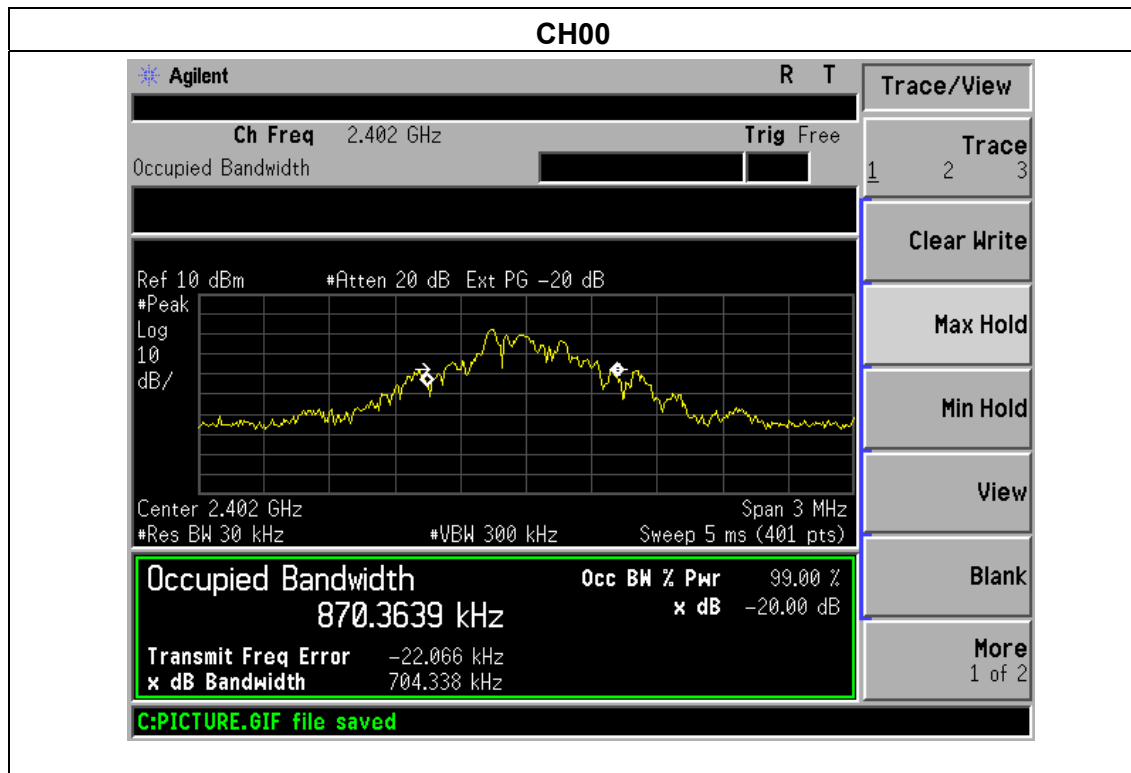 CH00
Agilent R T
Ch Freq 2.402 GHz Trig Free
Occupied Bandwidth
Ref 10 dBm #Atten 20 dB Ext PG -20 dB
#Peak
Log
10
dB/
Center 2.402 GHz Span 3 MHz
#Res BW 30 kHz #VBW 300 kHz Sweep 5 ms (401 pts)
Occupied Bandwidth Occ BW % Pwr 99.00 %
870.3639 kHz x dB -20.00 dB
Transmit Freq Error -22.066 kHz
x dB Bandwidth 704.338 kHz
C:PICTURE.GIF file saved
Trace/View
Trace
1 2 3
Clear Write
Max Hold
Min Hold
View
Blank
More
1 of 2